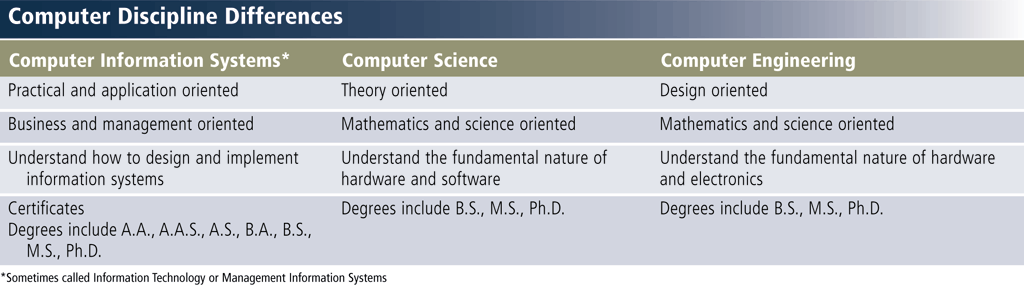 Computer Discipline Differences
Computer Information Systems* Computer Science Computer Engineering
Practical and application oriented Theory oriented Design oriented
Business and management oriented Mathematics and science oriented Mathematics and science oriented
Understand how to design and implement Understand the fundamental nature of Understand the fundamental nature of hardware
information systems hardware and software and electronics
Certificates Degrees include B.S., M.S., Ph.D. Degrees include B.S., M.S., Ph.D.
Degrees include A.A., A.A.S., A.S., B.A., B.S.,
M.S., Ph.D.
*Sometimes called Information Technology or Management Information Systems